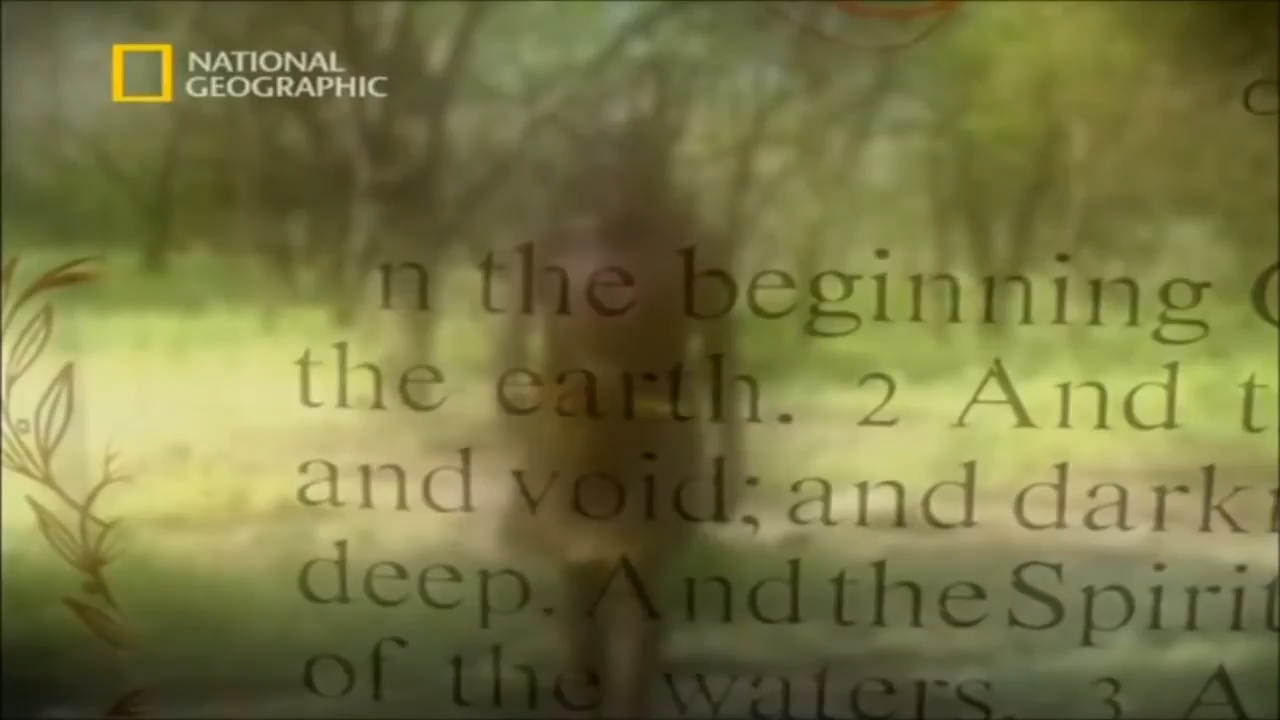 NATIONAL
GEOGRAPHIC
n the beginning
the earth. 2 And t
and void; and dark
deep. And the Spirit
of the waters. 3 A